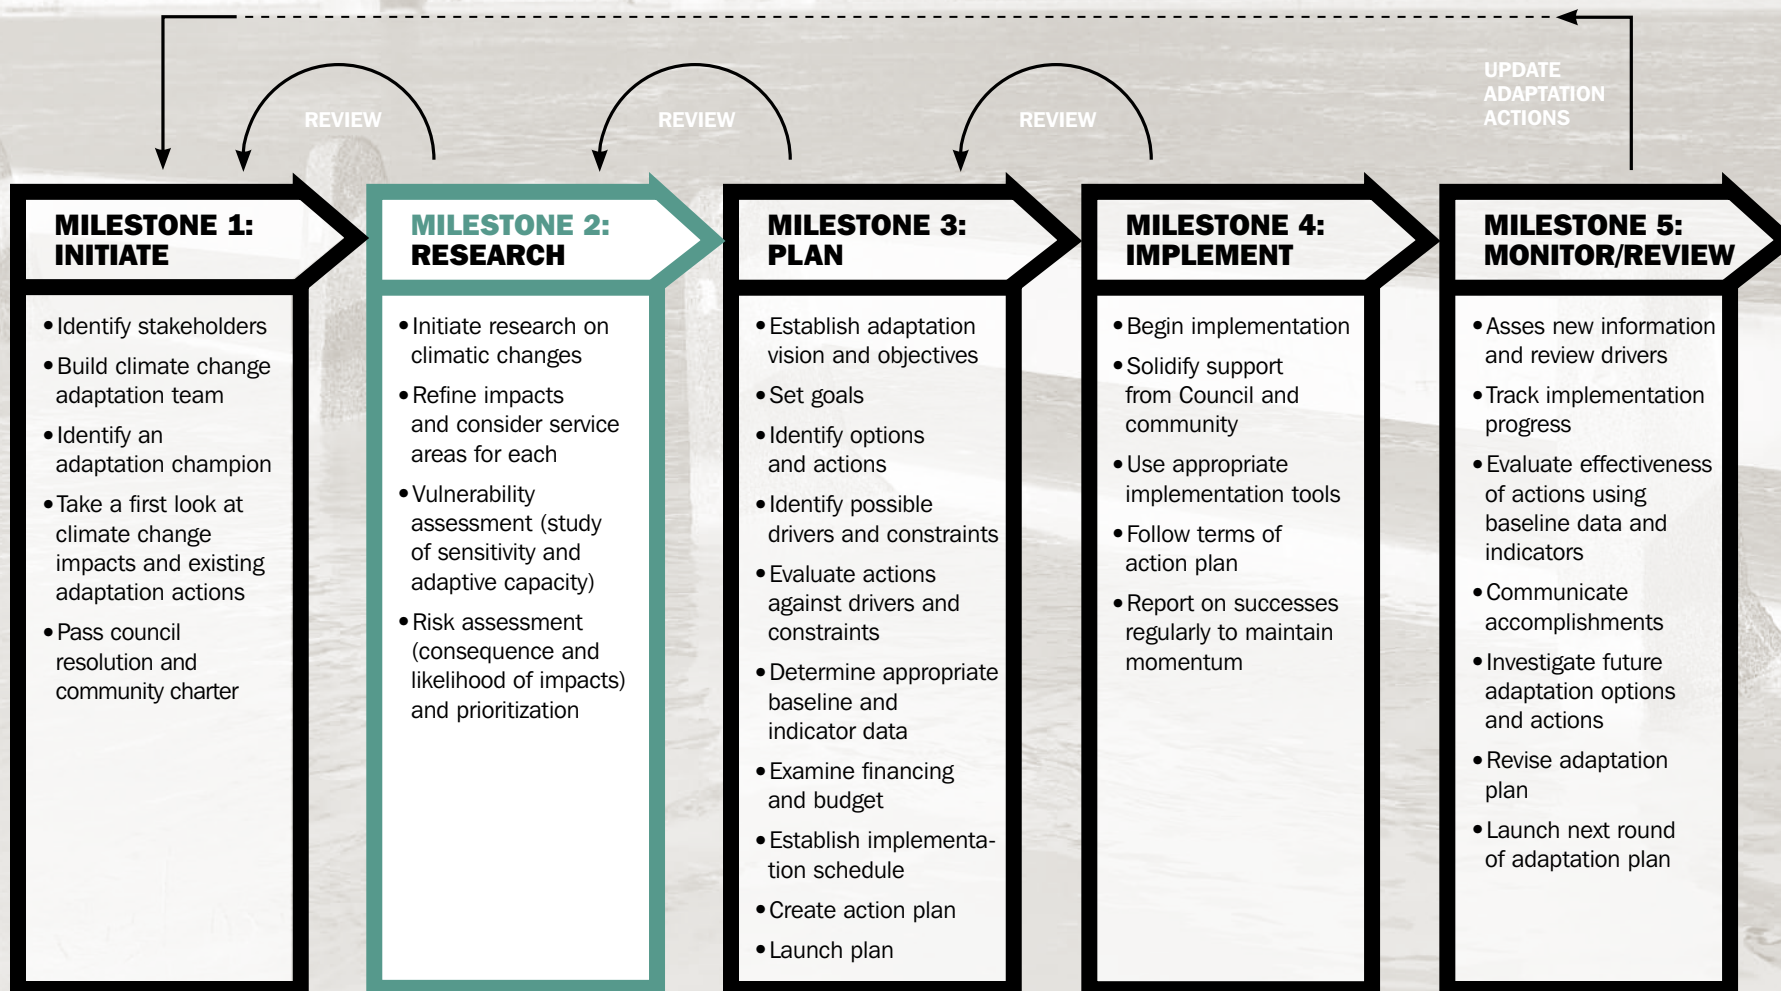 REVIEW
REVIEW
REVIEW
UPDATE
ADAPTATION
ACTIONS
MILESTONE 1:
INITIATE
• Identify stakeholders
• Build climate change
adaptation team
• Identify an
adaptation champion
• Take a first look at
climate change
impacts and existing
adaptation actions
• Pass council
resolution and
community charter
MILESTONE 2:
RESEARCH
• Initiate research on
climatic changes
• Refine impacts
and consider service
areas for each
• Vulnerability
assessment (study
of sensitivity and
adaptive capacity)
• Risk assessment
(consequence and
likelihood of impacts)
and prioritization
MILESTONE 3:
PLAN
• Establish adaptation
vision and objectives
• Set goals
• Identify options
and actions
• Identify possible
drivers and constraints
• Evaluate actions
against drivers and
constraints
• Determine appropriate
baseline and
indicator data
• Examine financing
and budget
• Establish implementa-
tion schedule
• Create action plan
• Launch plan
MILESTONE 4:
IMPLEMENT
• Begin implementation
• Solidify support
from Council and
community
• Use appropriate
implementation tools
• Follow terms of
action plan
• Report on successes
regularly to maintain
momentum
MILESTONE 5:
MONITOR/REVIEW
• Asses new information
and review drivers
• Track implementation
progress
• Evaluate effectiveness
of actions using
baseline data and
indicators
• Communicate
accomplishments
• Investigate future
adaptation options
and actions
• Revise adaptation
plan
• Launch next round
of adaptation plan